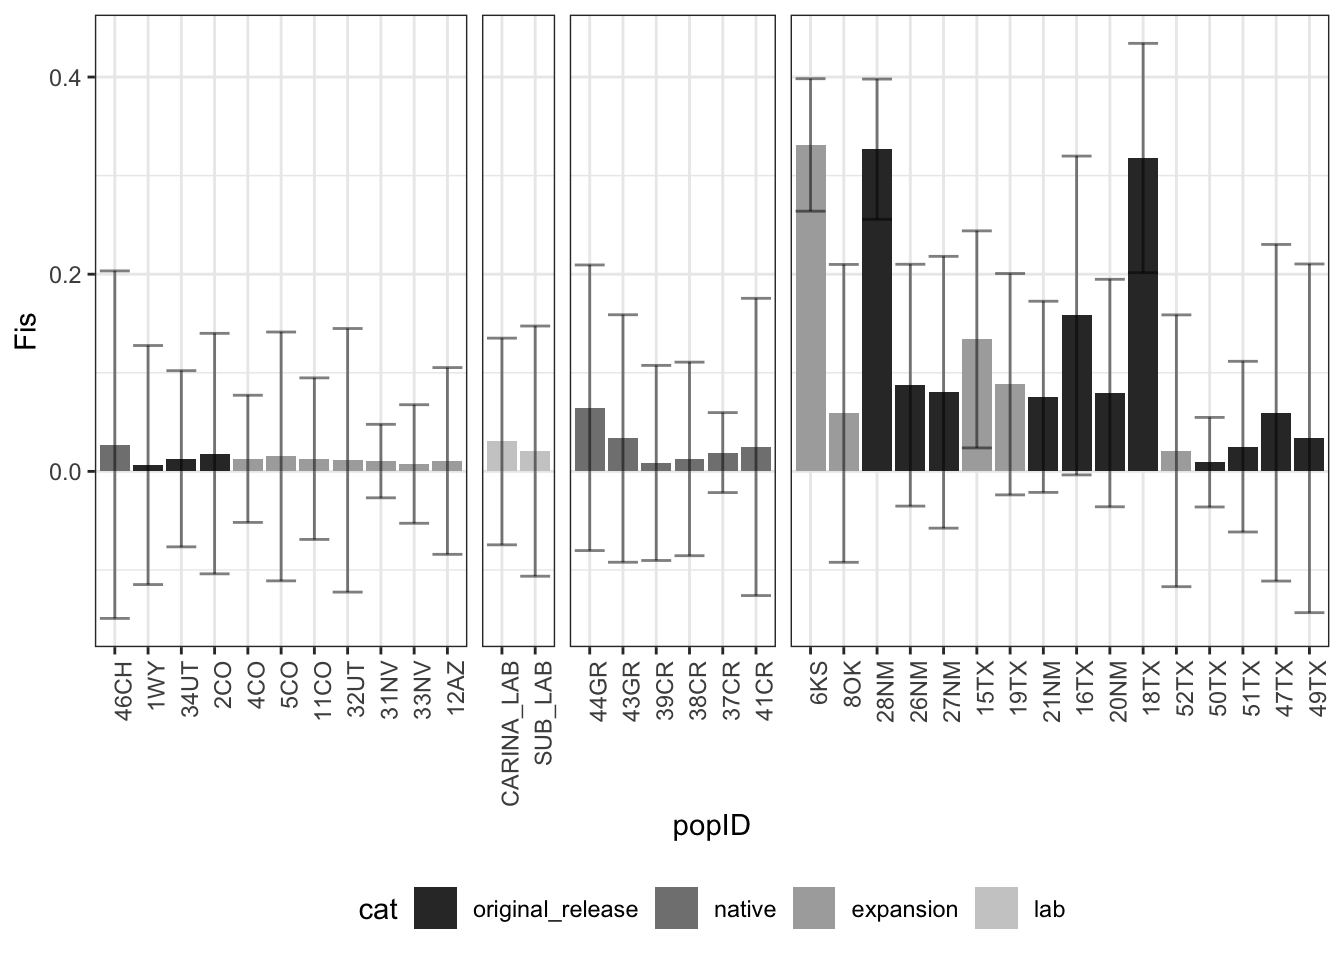 Fis
0.4
0.2
0.0
46CH
1WY
34UT
2CO
4CO
5CO
11CO
32UT
31NV
33NV
12AZ
CARINA_LAB
SUB_LAB
44GR
43GR
39CR
38CR
37CR
41CR
6KS
8OK
28NM
26NM
27NM
15TX
19TX
21NM
16TX
20NM
18TX
52TX
50TX
51TX
47TX
49TX
popID
cat original_release native expansion lab